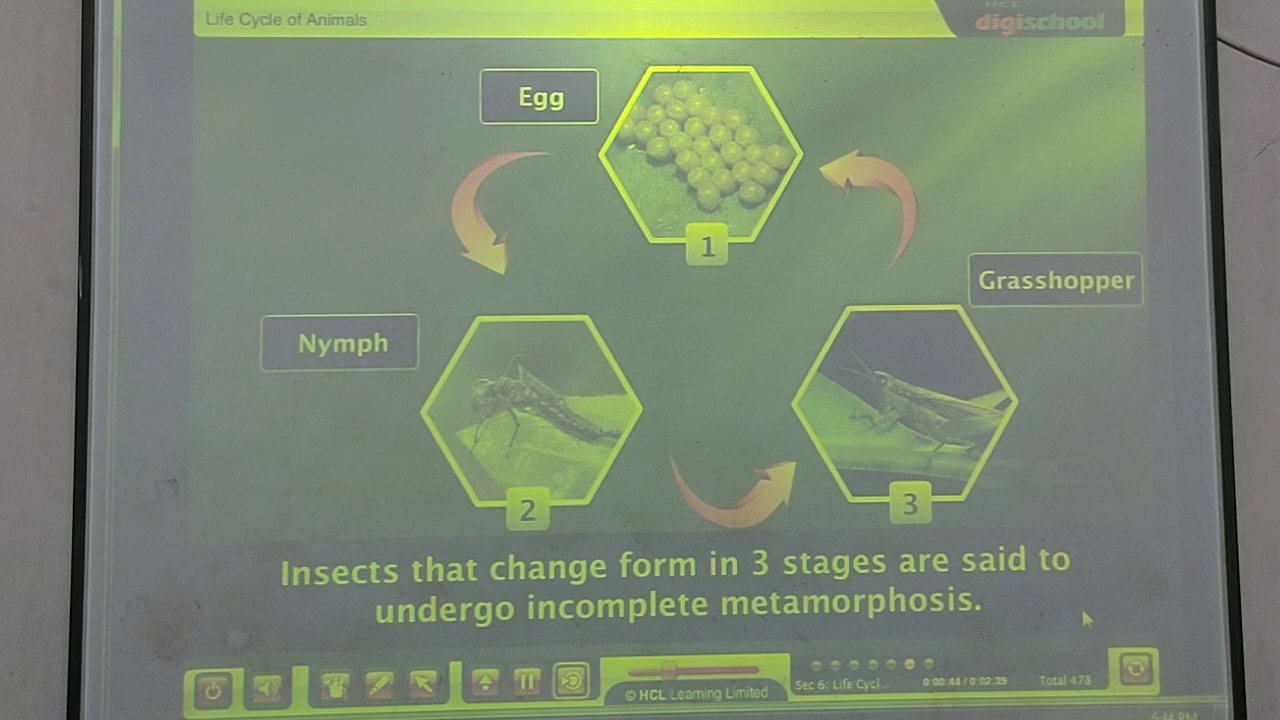 Life Cycle of Animals
HCL
digischool
Egg
1
Grasshopper
Nymph
2
3
Insects that change form in 3 stages are said to
undergo incomplete metamorphosis.
© HCL Learning Limited
Sec 6: Life Cycl...
0:00:44 / 0:02:39
Total 478